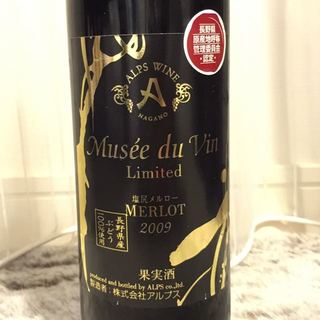 長野県
原産地呼称
管理委員会
認定
ALPS WINE
A
NAGANO
Musée du Vin
Limited
塩尻メルロー
MERLOT
2009
長野県産
ぶどう
100%使用
果実酒
produced and bottled by ALPS co.,ltd.
製造者：株式会社アルプス